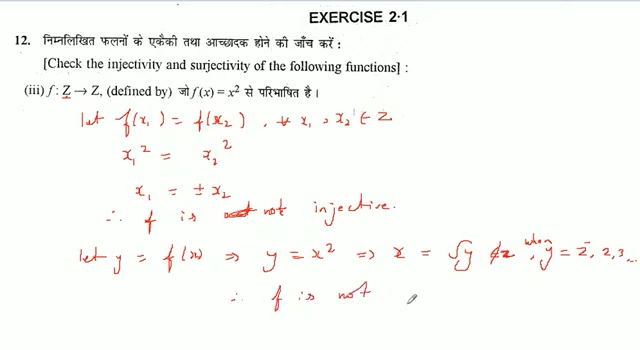 EXERCISE 2·1
12. निम्नलिखित फलनों के एकैकी तथा आच्छादक होने की जाँच करें :
[Check the injectivity and surjectivity of the following functions] :
(iii) f : Z → Z, (defined by) जो f(x) = x² से परिभाषित है।
let f(x₁) = f(x₂) , ∀ x₁, x₂ ∈ Z
x₁² = x₂²
x₁ = ± x₂
∴ f is not injective.
let y = f(x) ⇒ y = x² ⇒ x = √y ∉ z, when y = 2, 3...
∴ f is not